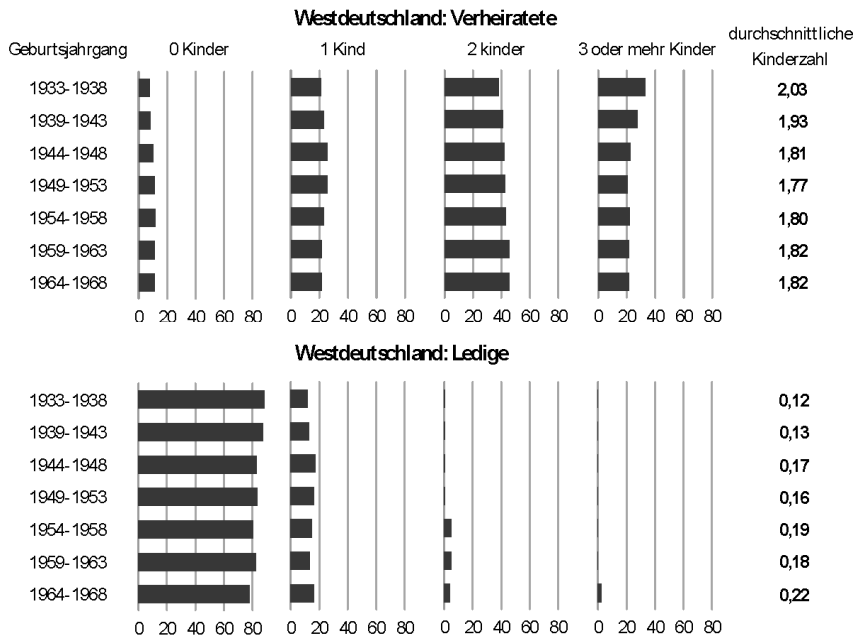 Westdeutschland: Verheiratete
Geburtsjahrgang 0 Kinder 1 Kind 2 kinder 3 oder mehr Kinder durchschnittliche Kinderzahl
1933-1938 2,03
1939-1943 1,93
1944-1948 1,81
1949-1953 1,77
1954-1958 1,80
1959-1963 1,82
1964-1968 1,82
0 20 40 60 80 0 20 40 60 80 0 20 40 60 80 0 20 40 60 80
Westdeutschland: Ledige
1933-1938 0,12
1939-1943 0,13
1944-1948 0,17
1949-1953 0,16
1954-1958 0,19
1959-1963 0,18
1964-1968 0,22
0 20 40 60 80 0 20 40 60 80 0 20 40 60 80 0 20 40 60 80